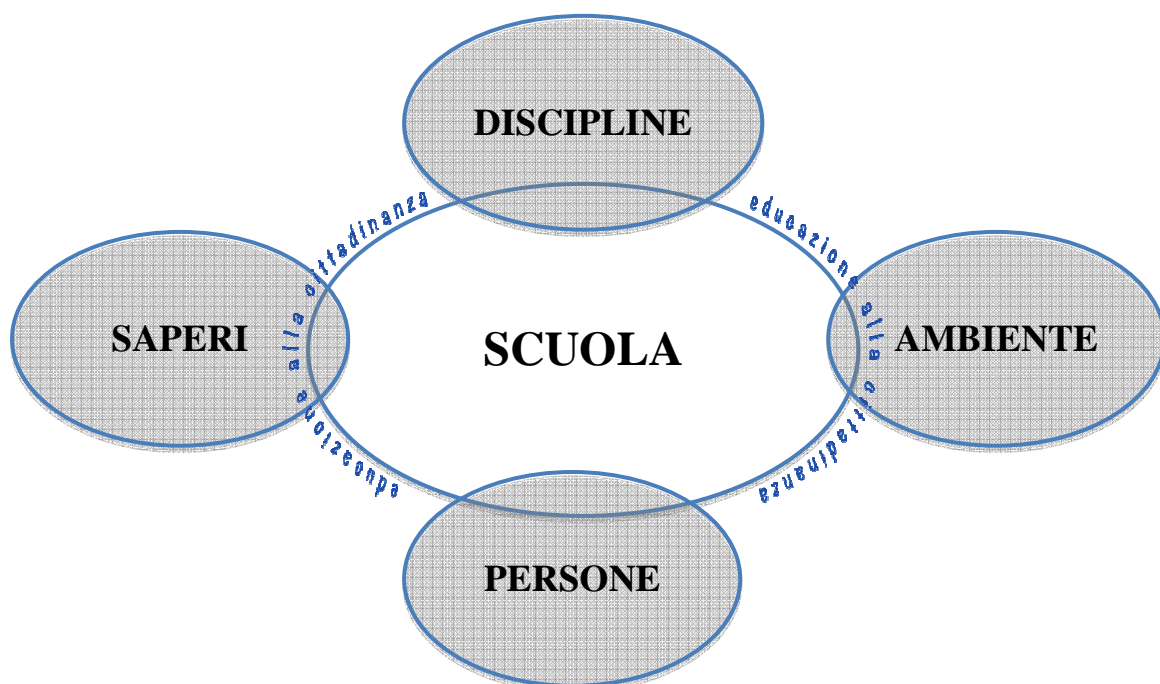 DISCIPLINE
educazione alla cittadinanza
educazione alla cittadinanza
SAPERI
SCUOLA
AMBIENTE
PERSONE